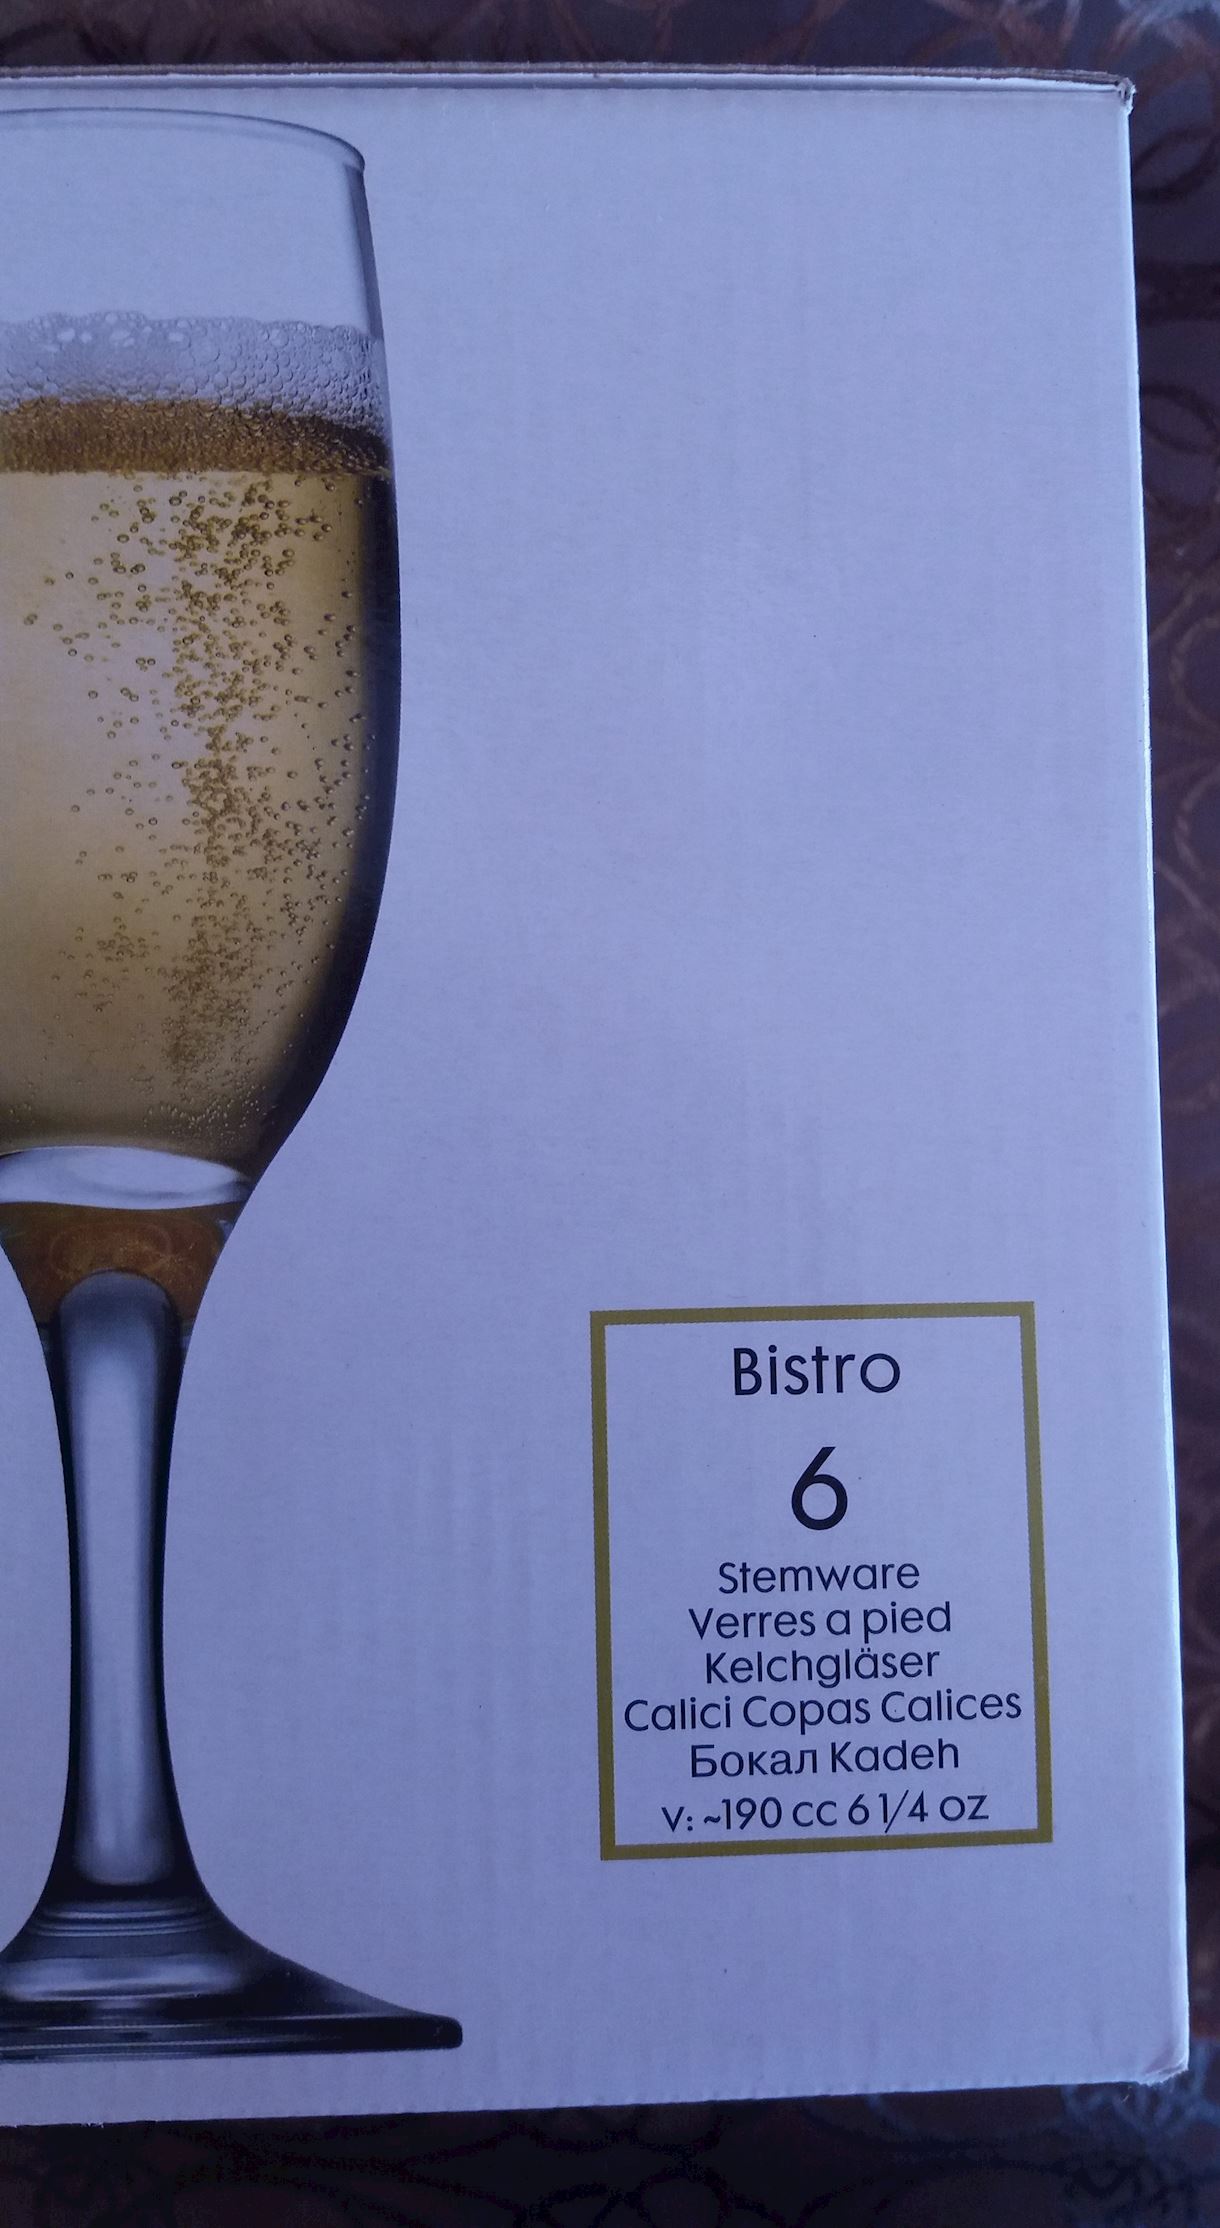 Bistro
6
Stemware
Verres a pied
Kelchgläser
Calici Copas Calices
Бокал Kadeh
V: ~190 cc 6 1/4 oz